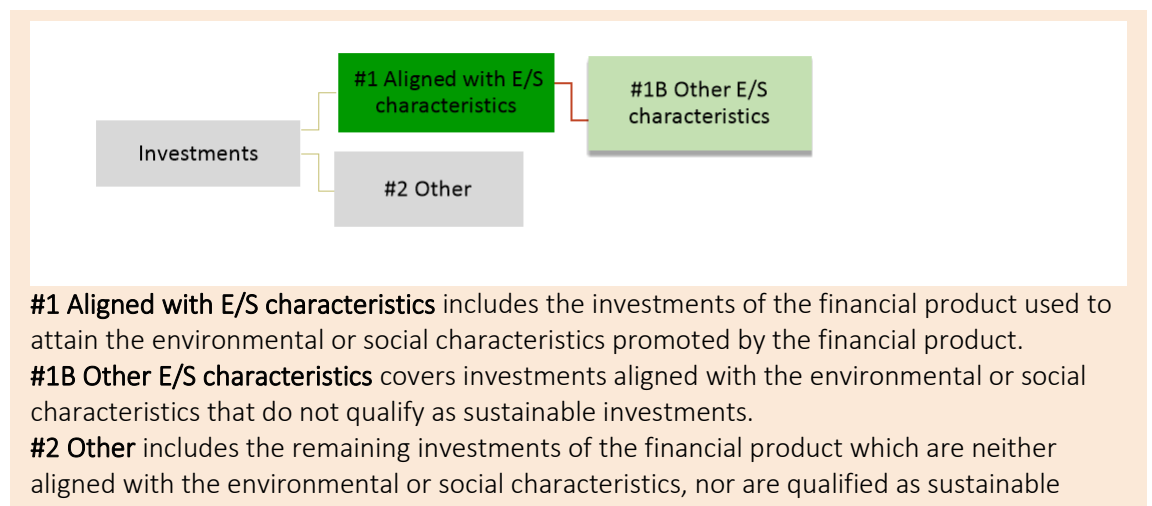 #1 Aligned with E/S
characteristics
#1B Other E/S
characteristics
Investments
#2 Other
#1 Aligned with E/S characteristics includes the investments of the financial product used to
attain the environmental or social characteristics promoted by the financial product.
#1B Other E/S characteristics covers investments aligned with the environmental or social
characteristics that do not qualify as sustainable investments.
#2 Other includes the remaining investments of the financial product which are neither
aligned with the environmental or social characteristics, nor are qualified as sustainable